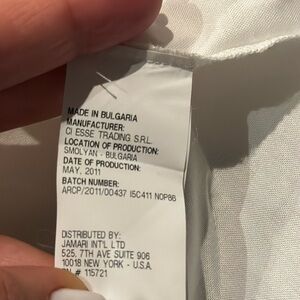 MADE IN BULGARIA
MANUFACTURER:
CI ESSE TRADING S.R.L.
LOCATION OF PRODUCTION:
SMOLYAN - BULGARIA
DATE OF PRODUCTION:
MAY, 2011
BATCH NUMBER:
ARCP/2011/00437 I5C411 NOP86
DISTRIBUTED BY:
JAMARI INT'L LTD
525, 7TH AVE SUITE 906
10018 NEW YORK - U.S.A.
# 115721